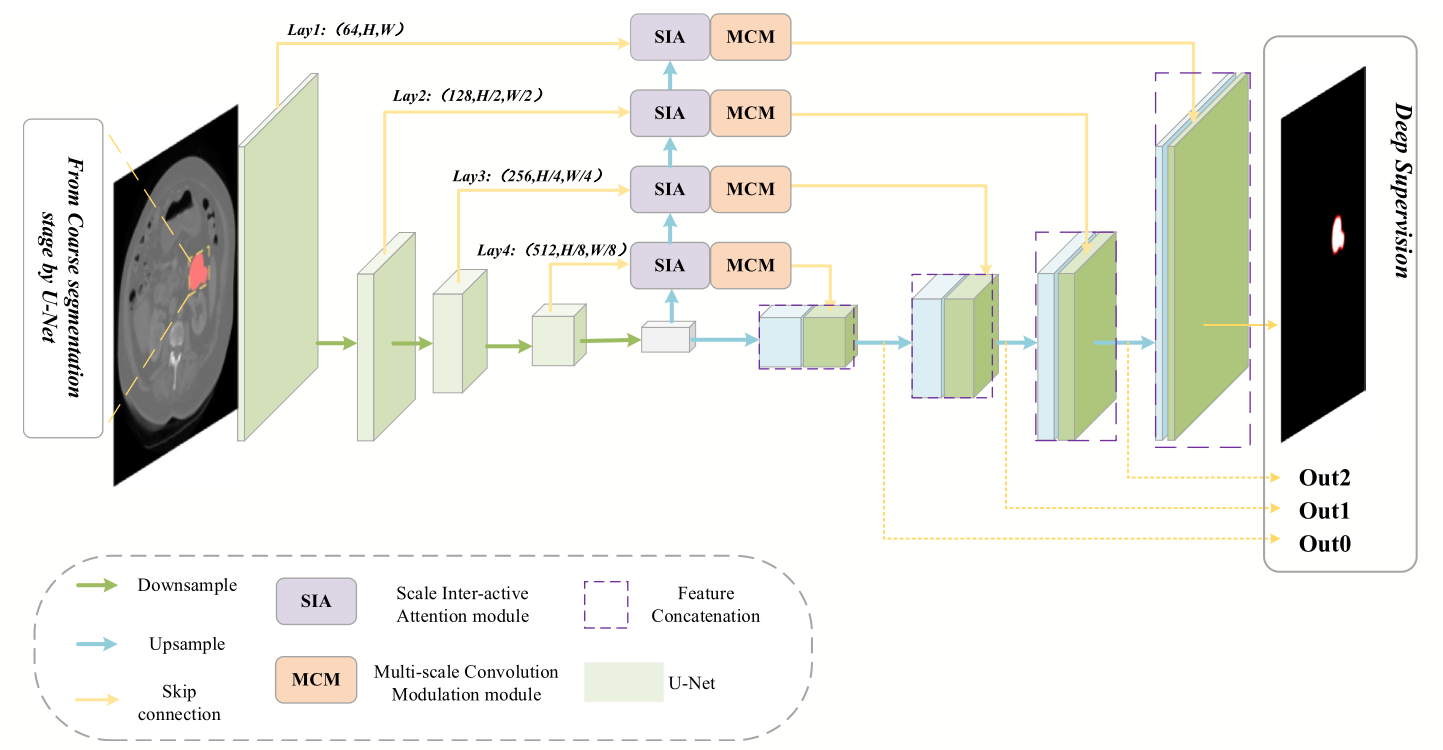 Lay1:（64,H,W）
SIA
MCM
Lay2:（128,H/2,W/2）
SIA
MCM
Lay3:（256,H/4,W/4）
SIA
MCM
Lay4:（512,H/8,W/8）
SIA
MCM
From Coarse segmentation
stage by U-Net
Deep Supervision
Out2
Out1
Out0
Downsample
Upsample
Skip
connection
SIA
Scale Inter-active
Attention module
MCM
Multi-scale Convolution
Modulation module
Feature
Concatenation
U-Net